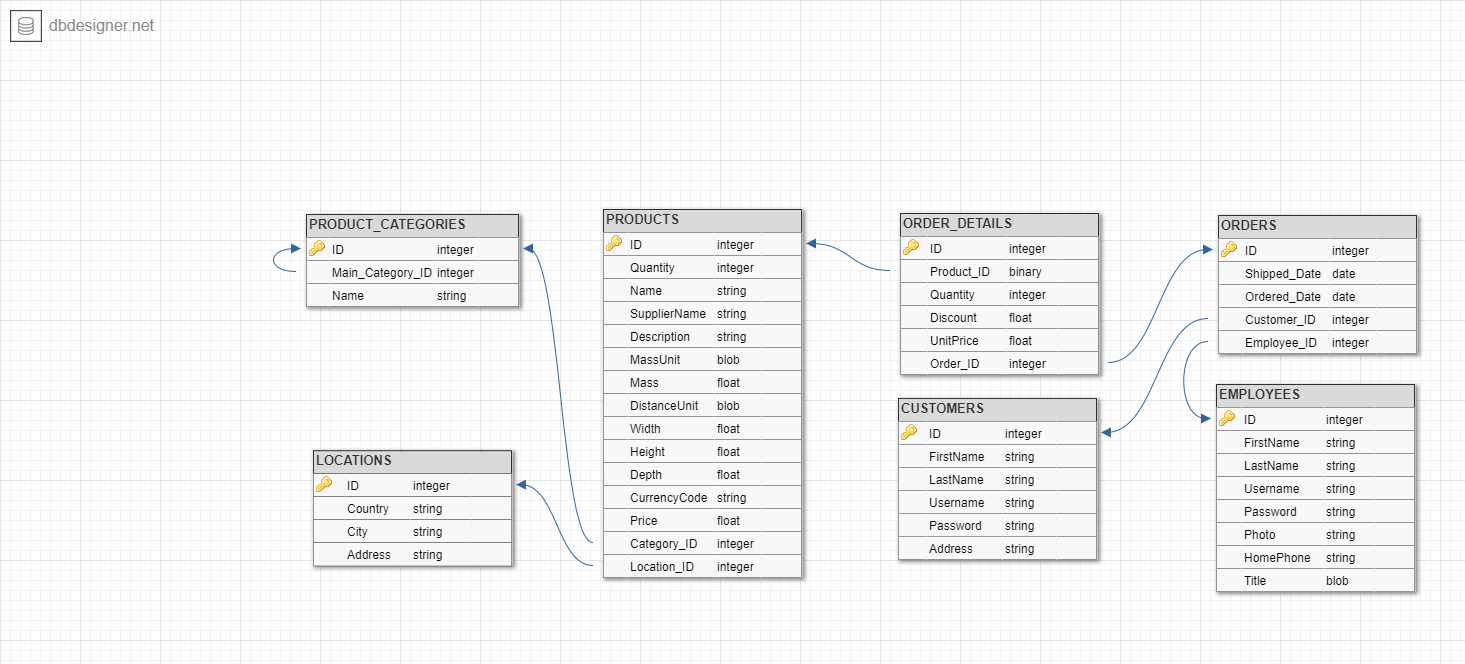 dbdesigner.net
PRODUCT_CATEGORIES
ID integer
Main_Category_ID integer
Name string
LOCATIONS
ID integer
Country string
City string
Address string
PRODUCTS
ID integer
Quantity integer
Name string
SupplierName string
Description string
MassUnit blob
Mass float
DistanceUnit blob
Width float
Height float
Depth float
CurrencyCode string
Price float
Category_ID integer
Location_ID integer
ORDER_DETAILS
ID integer
Product_ID binary
Quantity integer
Discount float
UnitPrice float
Order_ID integer
CUSTOMERS
ID integer
FirstName string
LastName string
Username string
Password string
Address string
ORDERS
ID integer
Shipped_Date date
Ordered_Date date
Customer_ID integer
Employee_ID integer
EMPLOYEES
ID integer
FirstName string
LastName string
Username string
Password string
Photo string
HomePhone string
Title blob